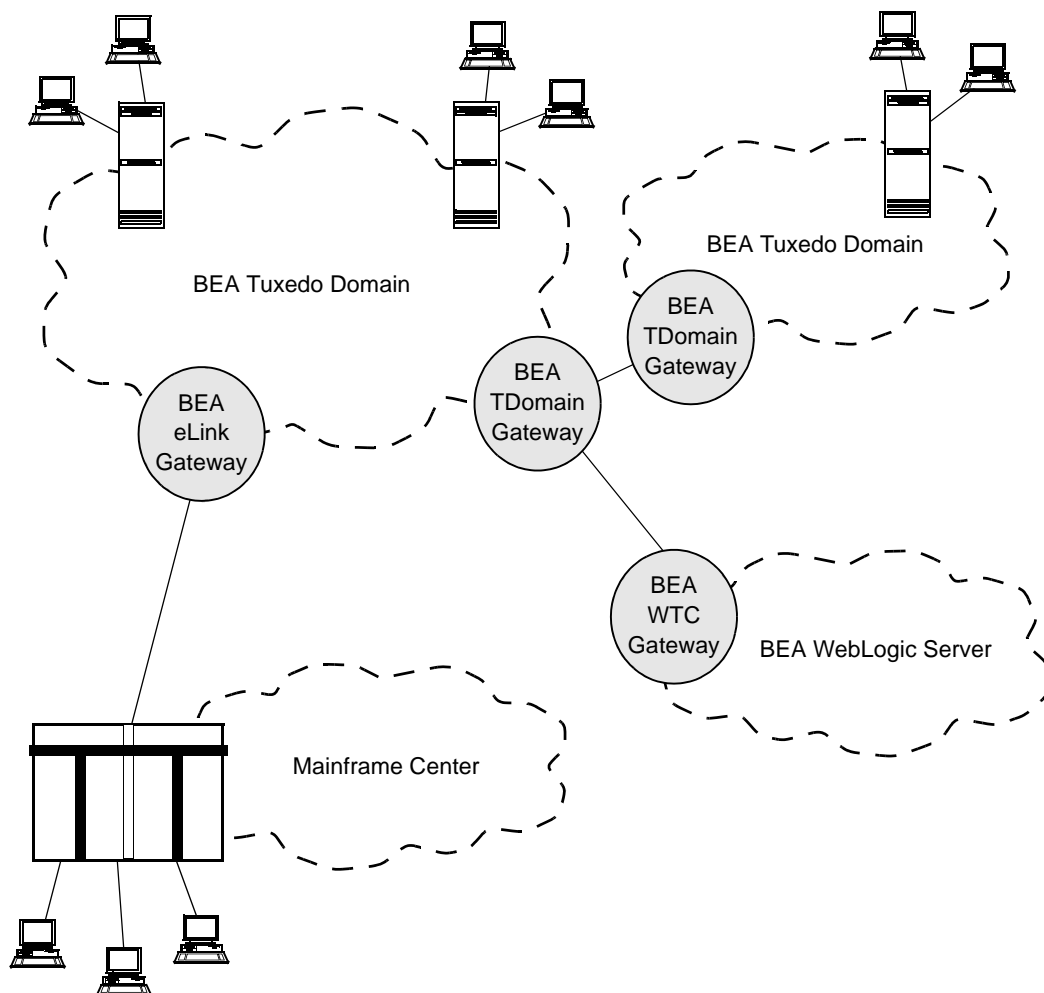 BEA Tuxedo Domain
BEA Tuxedo Domain
BEA
TDomain
Gateway
BEA
TDomain
Gateway
BEA
eLink
Gateway
BEA
WTC
Gateway
BEA WebLogic Server
Mainframe Center